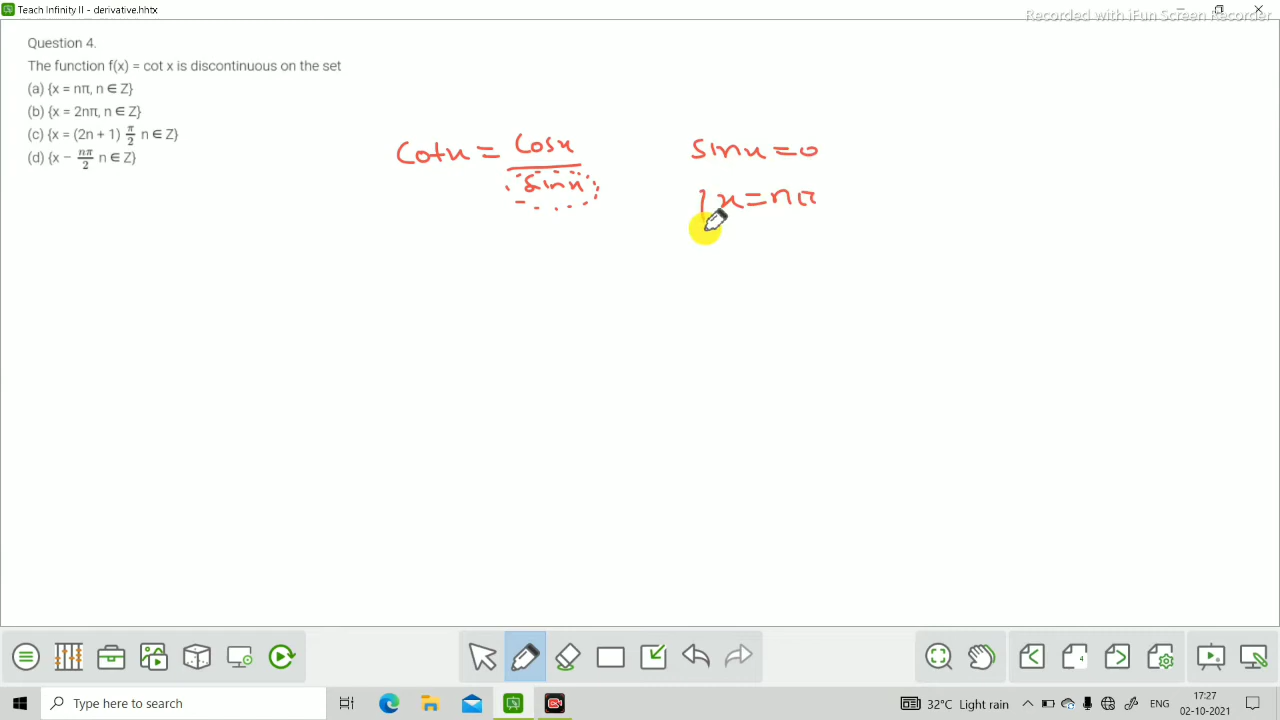 Teach Infinity II - derivative.hhtx
Recorded with iFun Screen Recorder
Question 4.
The function f(x) = cot x is discontinuous on the set
(a) {x = nπ, n ∈ Z}
(b) {x = 2nπ, n ∈ Z}
(c) {x = (2n + 1) π/2 n ∈ Z}
(d) {x − nπ/2 n ∈ Z}
Cotx = Cosx / Sinx
Sinx = 0
x = nπ
4
Type here to search
32°C Light rain
ENG
17:27
02-10-2021